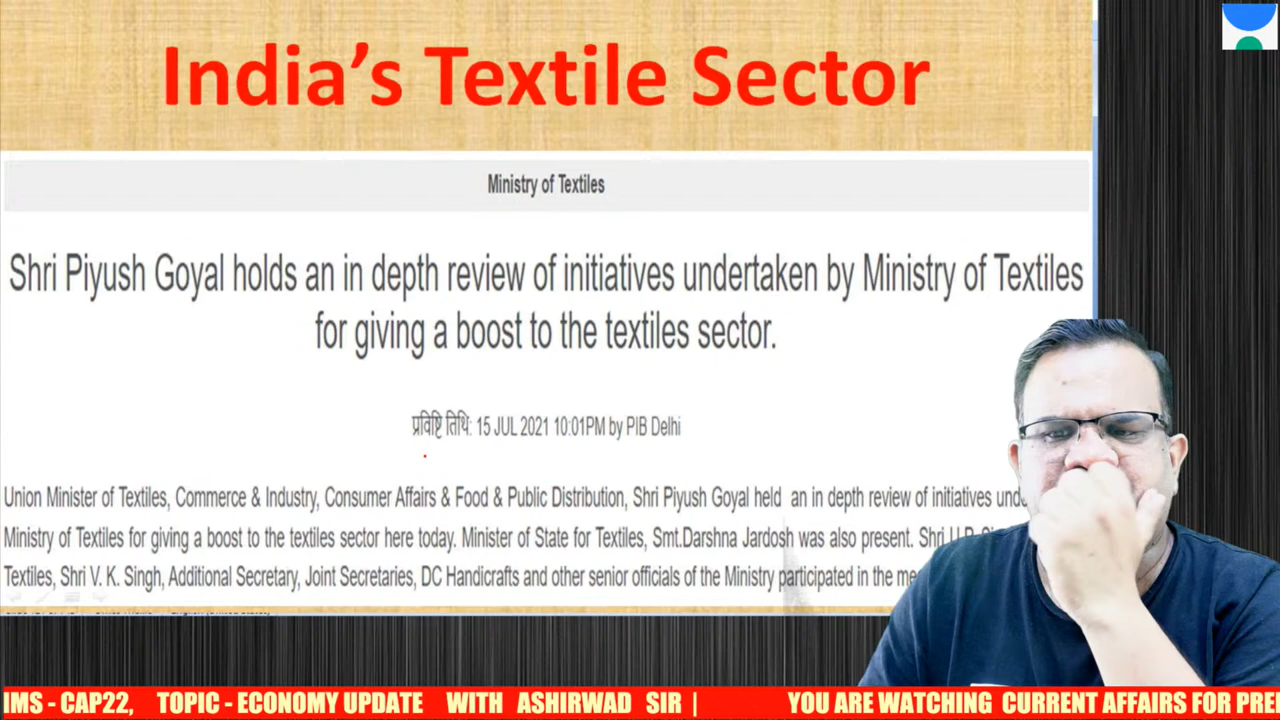 India’s Textile Sector
Ministry of Textiles
Shri Piyush Goyal holds an in depth review of initiatives undertaken by Ministry of Textiles
for giving a boost to the textiles sector.
प्रविष्टि तिथि: 15 JUL 2021 10:01PM by PIB Delhi
Union Minister of Textiles, Commerce & Industry, Consumer Affairs & Food & Public Distribution, Shri Piyush Goyal held an in depth review of initiatives
Ministry of Textiles for giving a boost to the textiles sector here today. Minister of State for Textiles, Smt.Darshna Jardosh was also present. Shri
Textiles, Shri V. K. Singh, Additional Secretary, Joint Secretaries, DC Handicrafts and other senior officials of the Ministry participated in the
IMS - CAP22, TOPIC - ECONOMY UPDATE WITH ASHIRWAD SIR | YOU ARE WATCHING CURRENT AFFAIRS FOR PRE